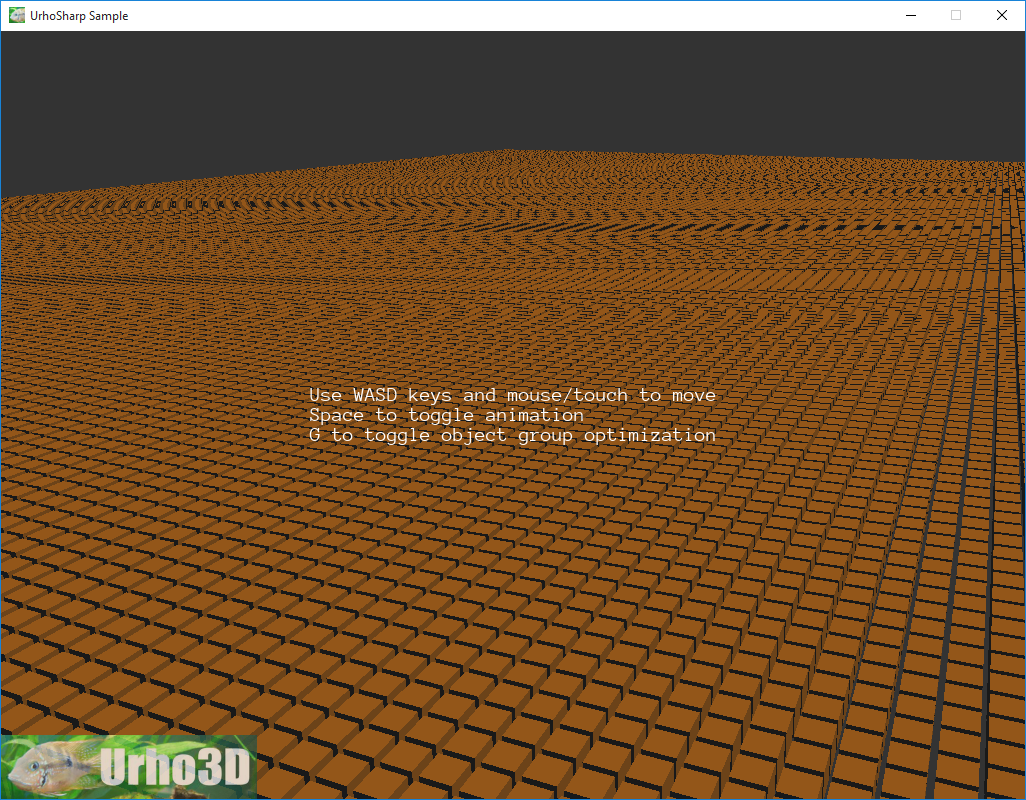 UrhoSharp Sample
Use WASD keys and mouse/touch to move
Space to toggle animation
G to toggle object group optimization
Urho3D